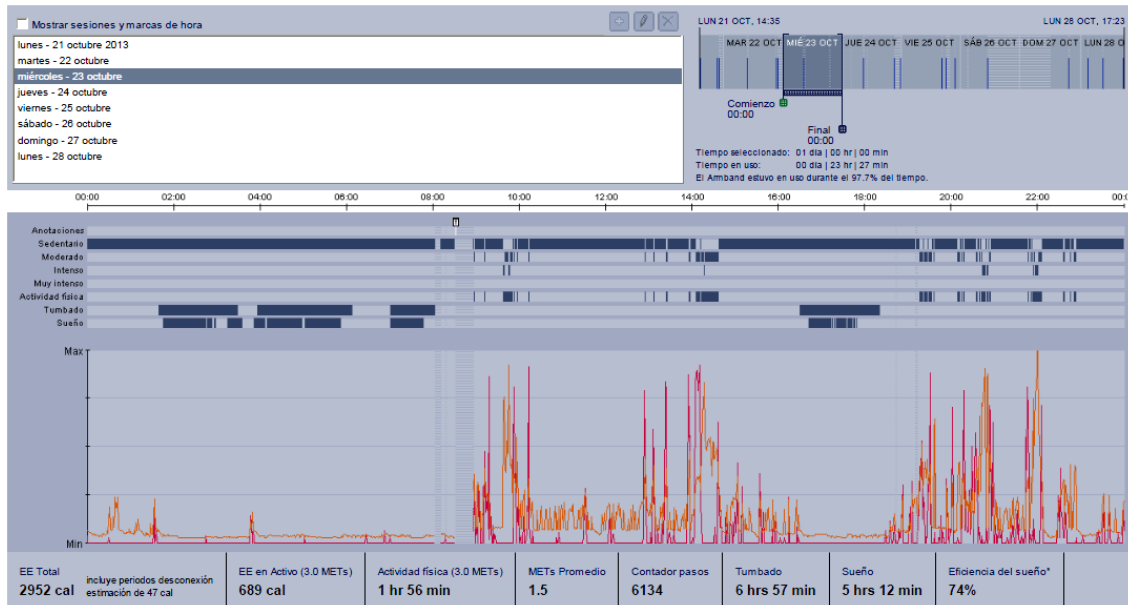 Mostrar sesiones y marcas de hora
lunes - 21 octubre 2013
martes - 22 octubre
miércoles - 23 octubre
jueves - 24 octubre
viernes - 25 octubre
sábado - 26 octubre
domingo - 27 octubre
lunes - 28 octubre
LUN 21 OCT, 14:35 LUN 28 OCT, 17:23
MAR 22 OCT MIÉ 23 OCT JUE 24 OCT VIE 25 OCT SÁB 26 OCT DOM 27 OCT LUN 28 O
Comienzo
00:00
Final
00:00
Tiempo seleccionado: 01 día | 00 hr | 00 min
Tiempo en uso: 00 día | 23 hr | 27 min
El Armband estuvo en uso durante el 97.7% del tiempo.
00:00 02:00 04:00 06:00 08:00 10:00 12:00 14:00 16:00 18:00 20:00 22:00 00:0
Anotaciones
Sedentario
Moderado
Intenso
Muy intenso
Actividad física
Tumbado
Sueño
Max
Min
EE Total
2952 cal
incluye periodos desconexión
estimación de 47 cal
EE en Activo (3.0 METs)
689 cal
Actividad física (3.0 METs)
1 hr 56 min
METs Promedio
1.5
Contador pasos
6134
Tumbado
6 hrs 57 min
Sueño
5 hrs 12 min
Eficiencia del sueño*
74%